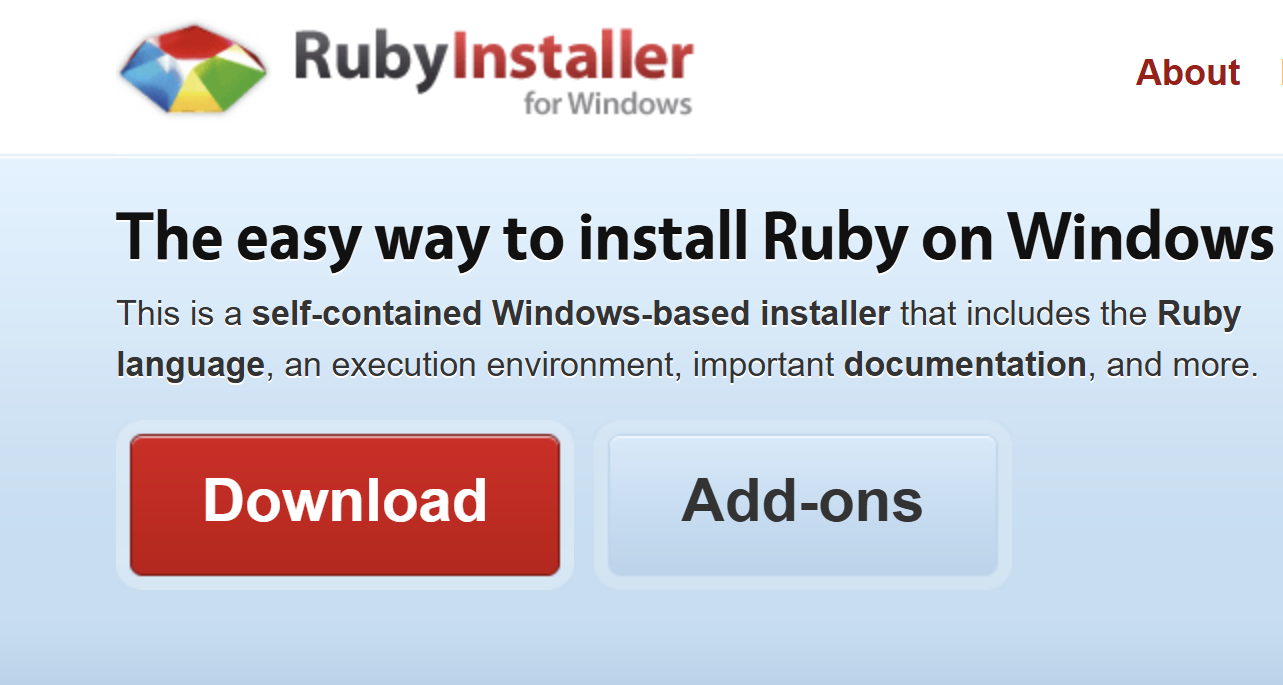 RubyInstaller
for Windows
About
The easy way to install Ruby on Windows
This is a self-contained Windows-based installer that includes the Ruby
language, an execution environment, important documentation, and more.
Download
Add-ons